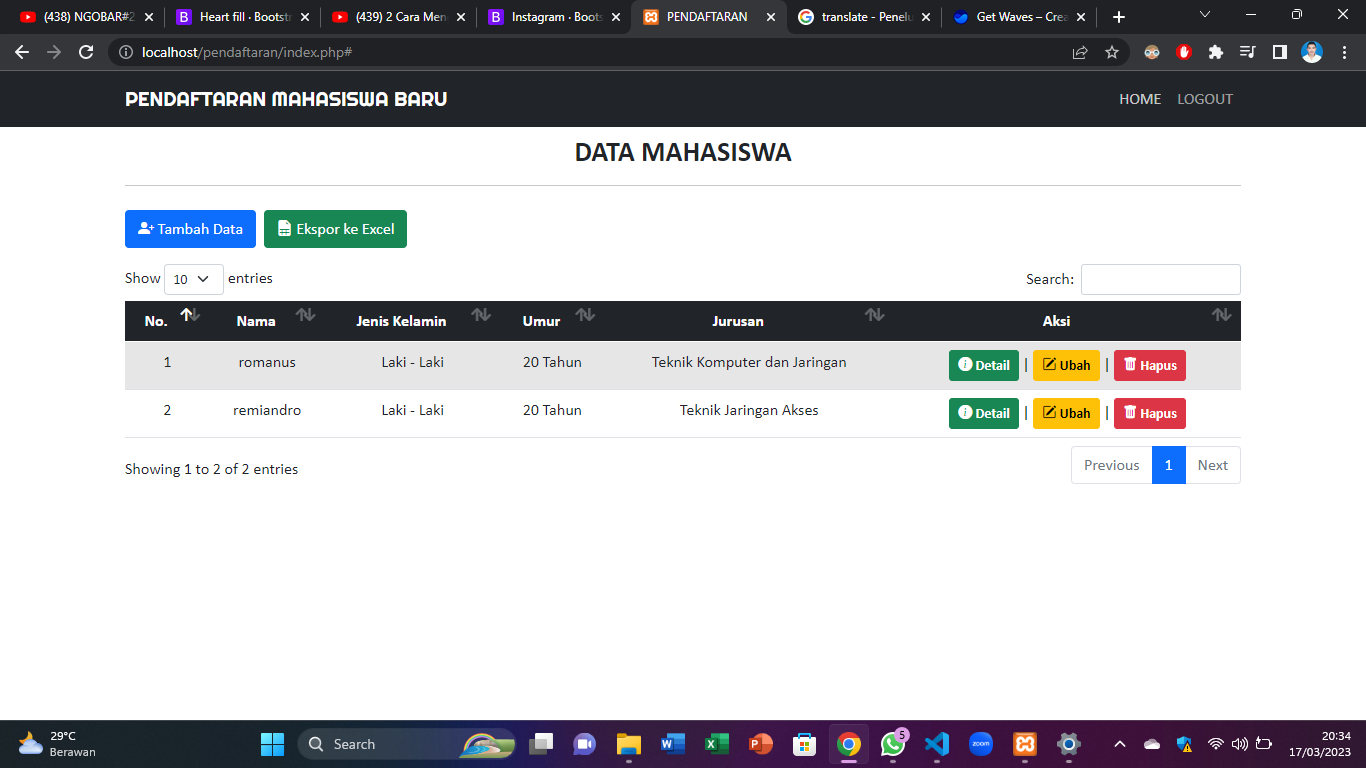 (438) NGOBAR#2
Heart fill · Bootst
(439) 2 Cara Men
Instagram · Boots
PENDAFTARAN
translate - Penelu
Get Waves – Crea
localhost/pendaftaran/index.php#
PENDAFTARAN MAHASISWA BARU
HOME LOGOUT
DATA MAHASISWA
Tambah Data Ekspor ke Excel
Show 10 entries Search:
No. Nama Jenis Kelamin Umur Jurusan Aksi
1 romanus Laki - Laki 20 Tahun Teknik Komputer dan Jaringan Detail | Ubah | Hapus
2 remiandro Laki - Laki 20 Tahun Teknik Jaringan Akses Detail | Ubah | Hapus
Showing 1 to 2 of 2 entries Previous 1 Next
29°C
Berawan
Search
zoom
5
20:34
17/03/2023